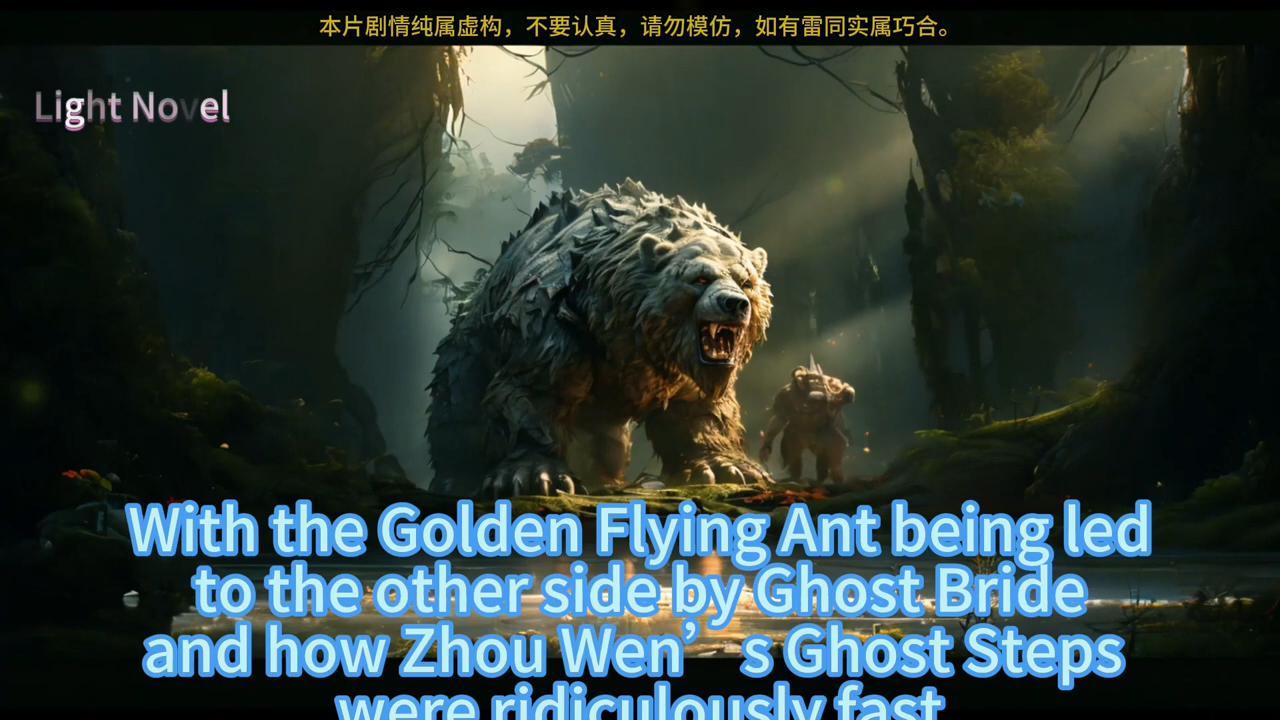 本片剧情纯属虚构，不要认真，请勿模仿，如有雷同实属巧合。
Light Novel
With the Golden Flying Ant being led
to the other side by Ghost Bride
and how Zhou Wen’s Ghost Steps
were ridiculously fast